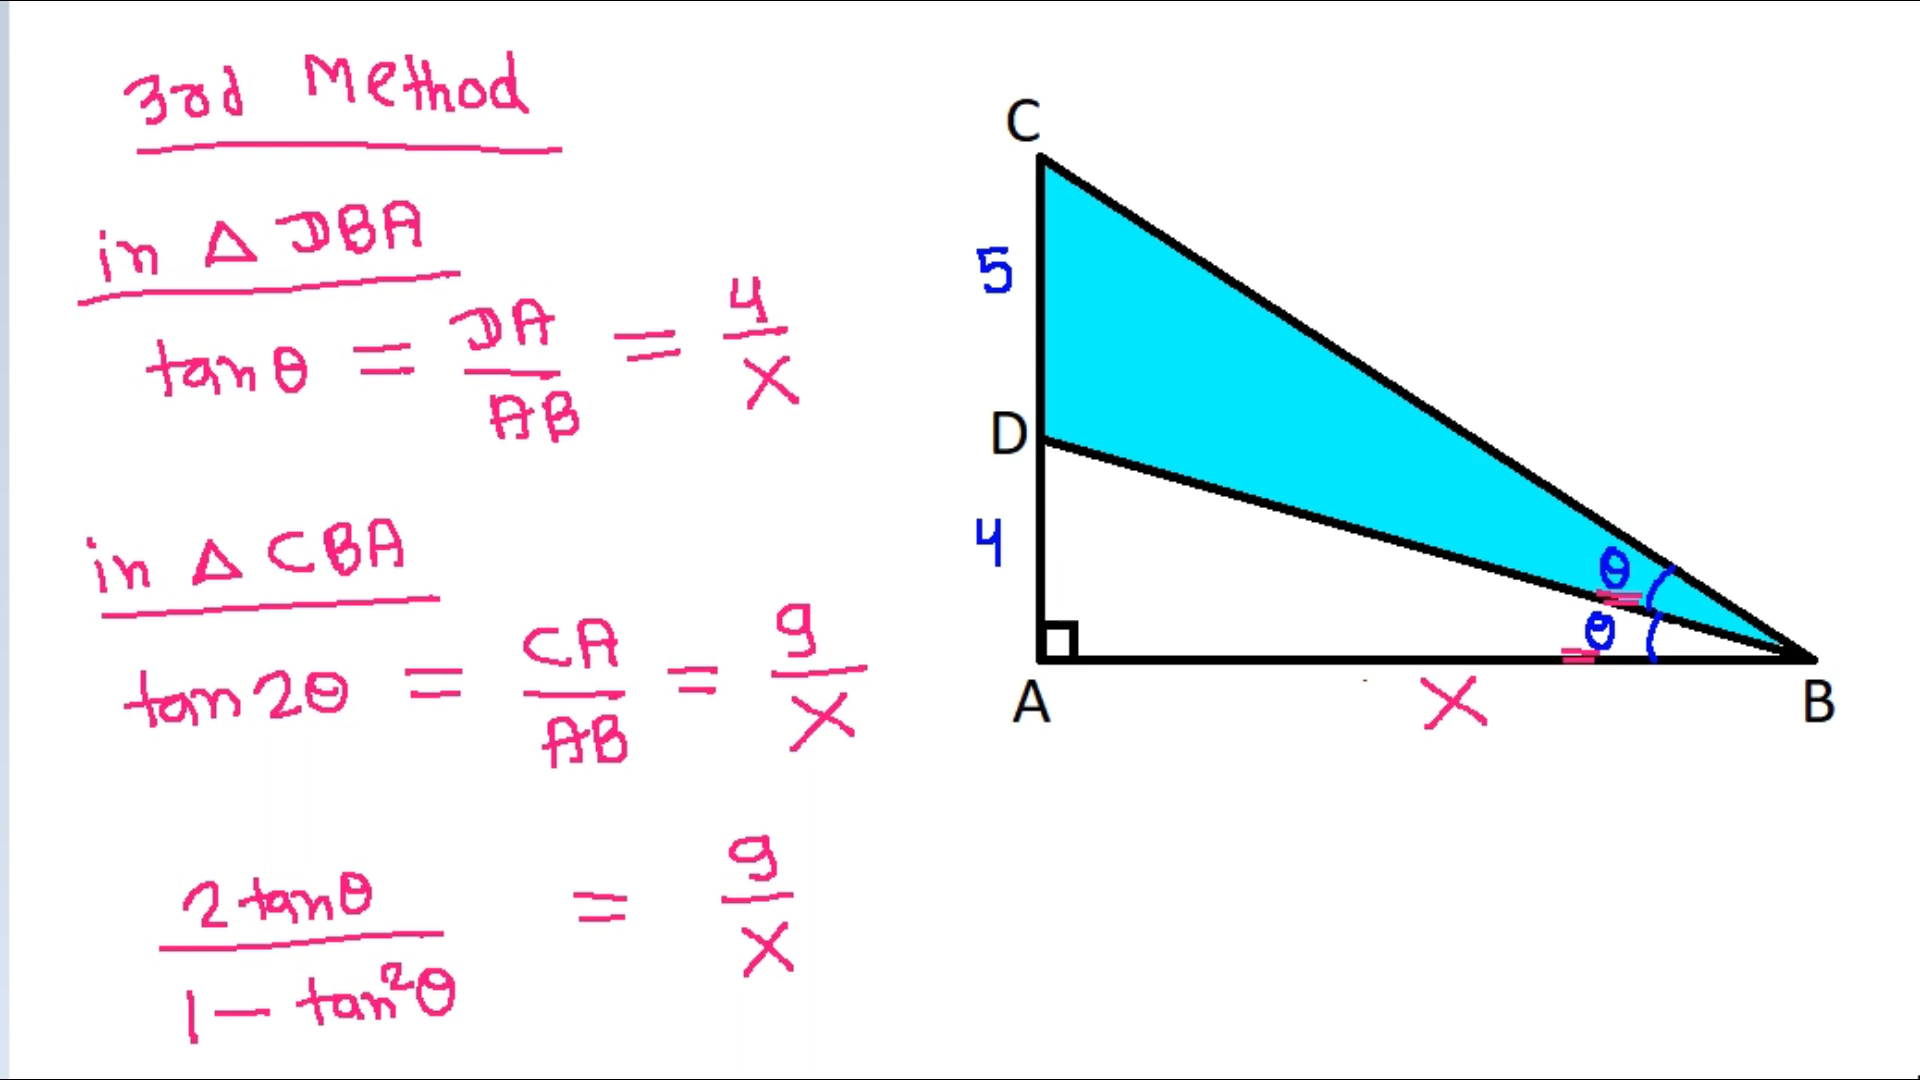 3rd Method
in Δ DBA
tanθ = DA/AB = 4/x
in Δ CBA
tan2θ = CA/AB = 9/x
2tanθ/1 - tan²θ = 9/x
C
5
D
4
θ
θ
A
x
B